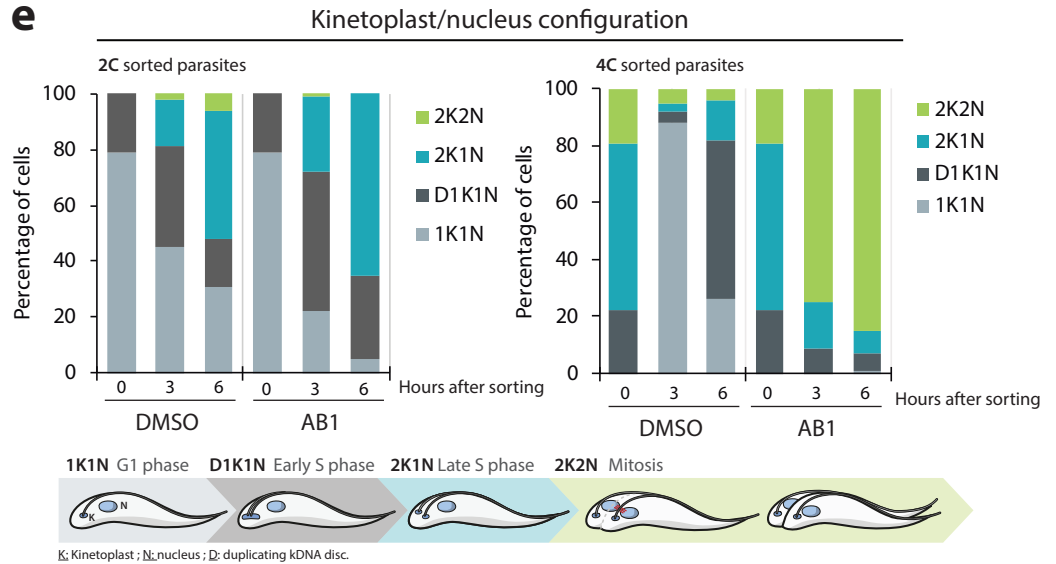 e
Kinetoplast/nucleus configuration
2C sorted parasites
Percentage of cells
100
80
60
40
20
0
2K2N
2K1N
D1K1N
1K1N
0 3 6 0 3 6 Hours after sorting
DMSO AB1
4C sorted parasites
Percentage of cells
100
80
60
40
20
0
2K2N
2K1N
D1K1N
1K1N
0 3 6 0 3 6 Hours after sorting
DMSO AB1
1K1N G1 phase D1K1N Early S phase 2K1N Late S phase 2K2N Mitosis
K N
K: Kinetoplast ; N: nucleus ; D: duplicating kDNA disc.